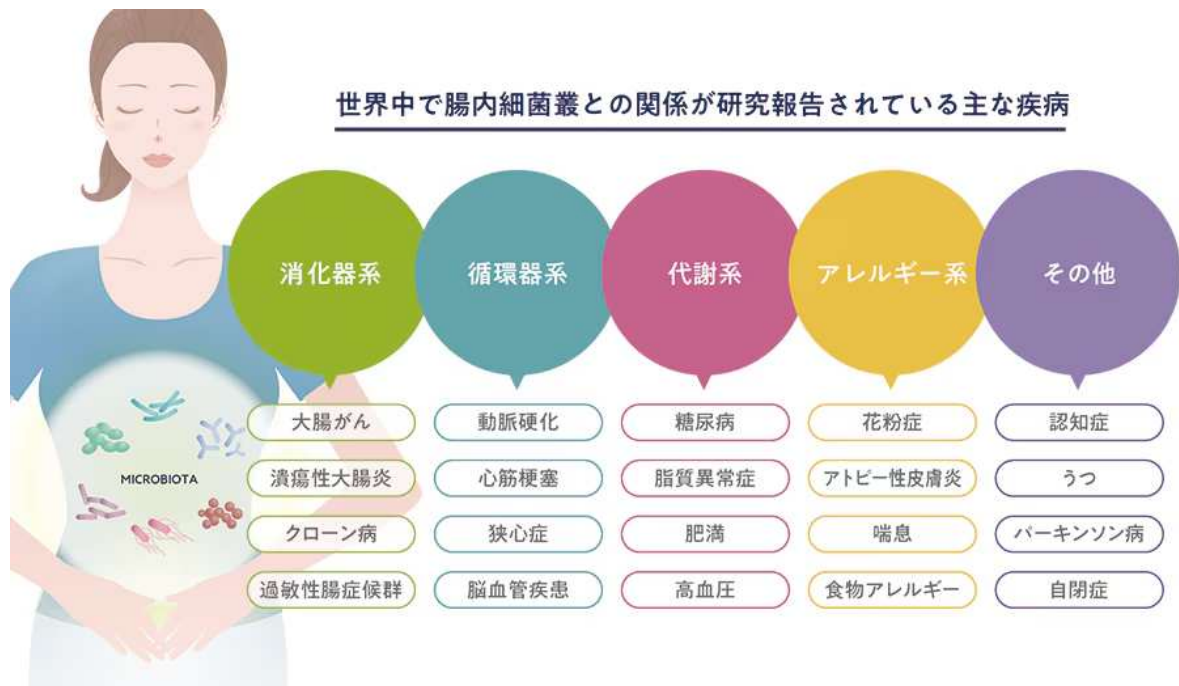 世界中で腸内細菌叢との関係が研究報告されている主な疾病
消化器系
大腸がん
潰瘍性大腸炎
クローン病
過敏性腸症候群
循環器系
動脈硬化
心筋梗塞
狭心症
脳血管疾患
代謝系
糖尿病
脂質異常症
肥満
高血圧
アレルギー系
花粉症
アトピー性皮膚炎
喘息
食物アレルギー
その他
認知症
うつ
パーキンソン病
自閉症
MICROBIOTA